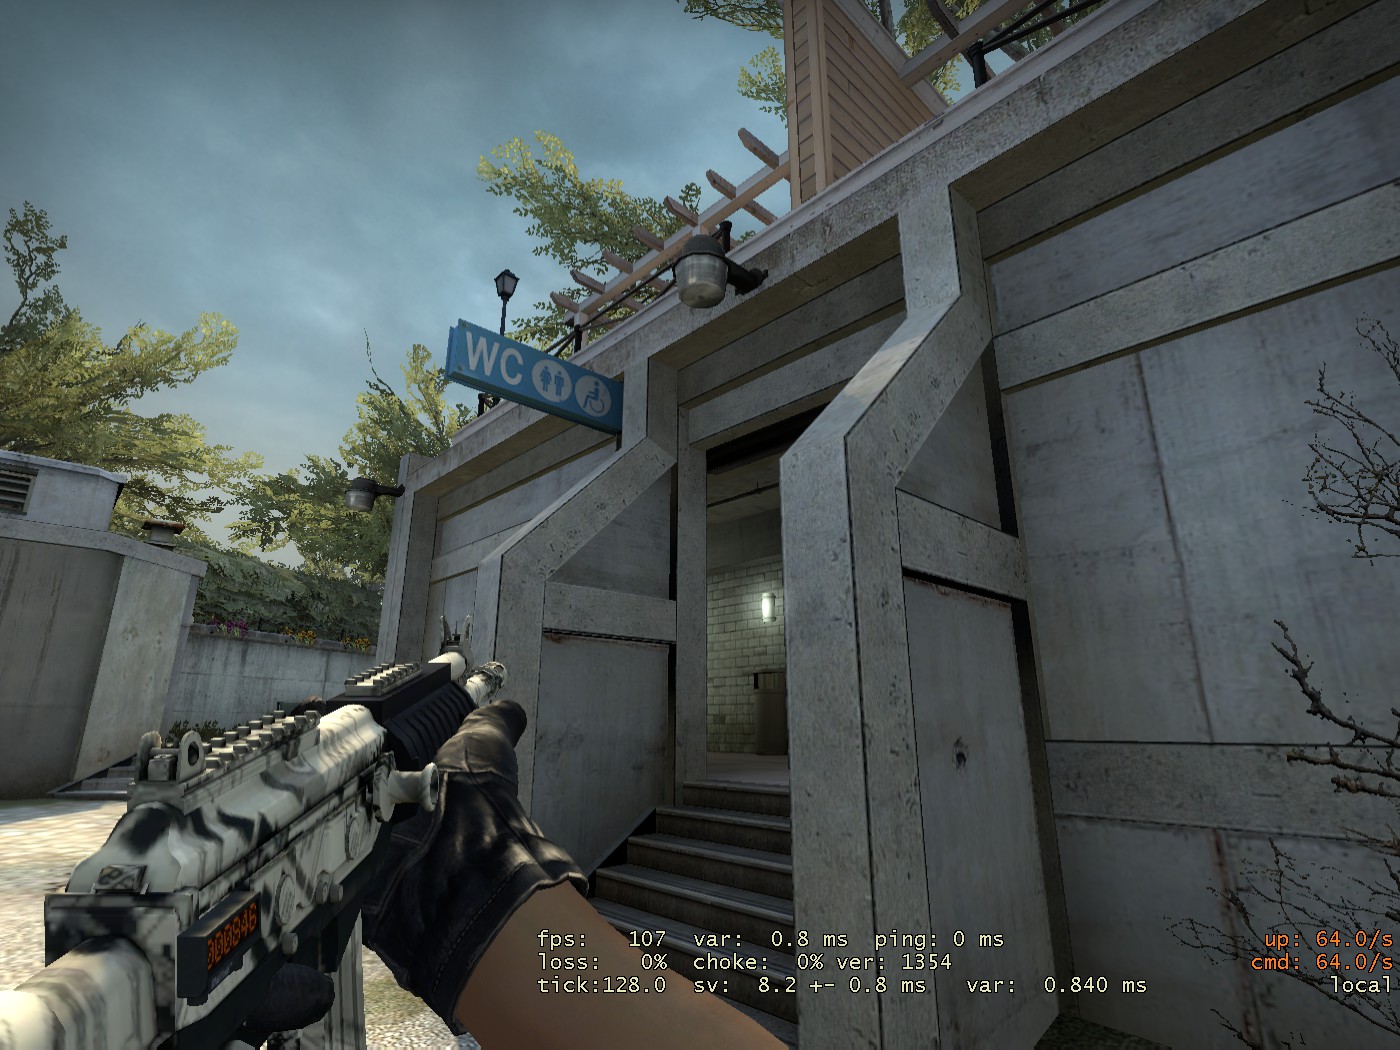 WC
000846
fps: 107 var: 0.8 ms ping: 0 ms
loss: 0% choke: 0% ver: 1354
tick:128.0 sv: 8.2 +- 0.8 ms var: 0.840 ms
up: 64.0/s
cmd: 64.0/s
local